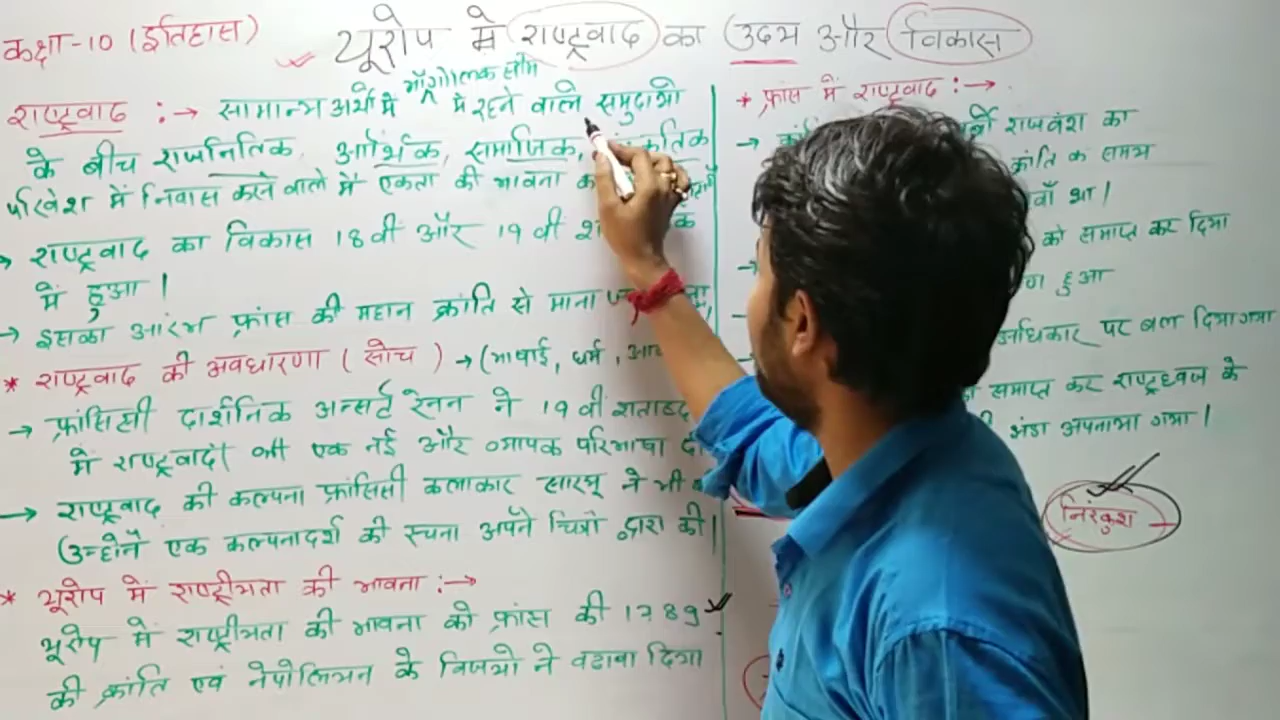 कक्षा-10 (इतिहास)
यूरोप मे राष्ट्रवाद का उदय और विकास
राष्ट्रवाद :→ सामान्य अर्थो मे भौगोलिक सीमा मे रहने वाले समुदाओ
के बीच राजनितिक, आर्थिक, सामाजिक,
परिवेश में निवास करने वाले में एकता की भावना
→ राष्ट्रवाद का विकास 18वी और 19 वी
में हुआ।
→ इसका आरंभ फ्रांस की महान क्रांति से माना
* राष्ट्रवाद की अवधारणा (सोच) → (भाषाई, धर्म,
→ फ्रांसिसी दार्शनिक अर्न्सट रेनन ने 19 वी
में राष्ट्रवाद की एक नई और व्यापक परिभाषा
→ राष्ट्रवाद की कल्पना फ्रांसिसी कलाकार सारयू ने भी
उन्होनें एक कल्पनादर्श की रचना अपने चित्रो द्वारा की।
* यूरोप में राष्ट्रीयता की भावना :→
यूरोप में राष्ट्रीयता की भावना को फ्रांस की 1789
की क्रांति एवं नेपोलियन के विजयो ने बढावा दिया
* फ्रांस में राष्ट्रवाद :→
→ राजवंश का
क्रांति के समय
था।
→ को समाप्त कर दिया
हुआ
अधिकार पर बल दिया गया
समाप्त कर राष्ट्रध्वज के
झंडा अपनाया गया।
निरंकुश